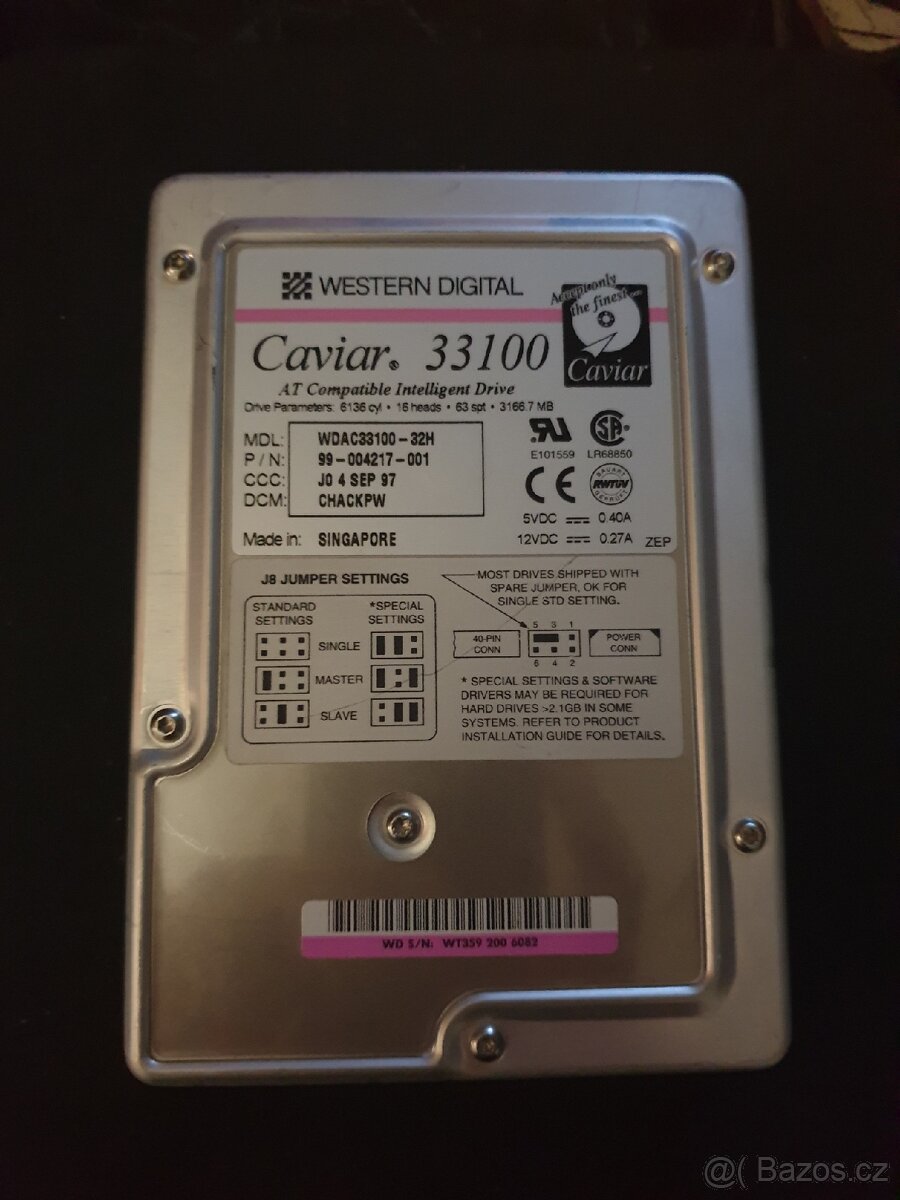 WESTERN DIGITAL
Accept only
the finest...
Caviar
Caviar® 33100
AT Compatible Intelligent Drive
Drive Parameters: 6136 cyl • 16 heads • 63 spt • 3166.7 MB
MDL: WDAC33100-32H
P/N: 99-004217-001
CCC: J0 4 SEP 97
DCM: CHACKPW
E101559 LR68850
CE
BAUART
RWTÜV
GEPRÜFT
5VDC 0.40A
12VDC 0.27A
Made in: SINGAPORE
ZEP
J8 JUMPER SETTINGS
STANDARD
SETTINGS
*SPECIAL
SETTINGS
SINGLE
MASTER
SLAVE
MOST DRIVES SHIPPED WITH
SPARE JUMPER, OK FOR
SINGLE STD SETTING.
5 3 1
40-PIN
CONN
POWER
CONN
6 4 2
* SPECIAL SETTINGS & SOFTWARE
DRIVERS MAY BE REQUIRED FOR
HARD DRIVES >2.1GB IN SOME
SYSTEMS. REFER TO PRODUCT
INSTALLATION GUIDE FOR DETAILS.
WD S/N: WT359 200 6082
@( Bazos.cz